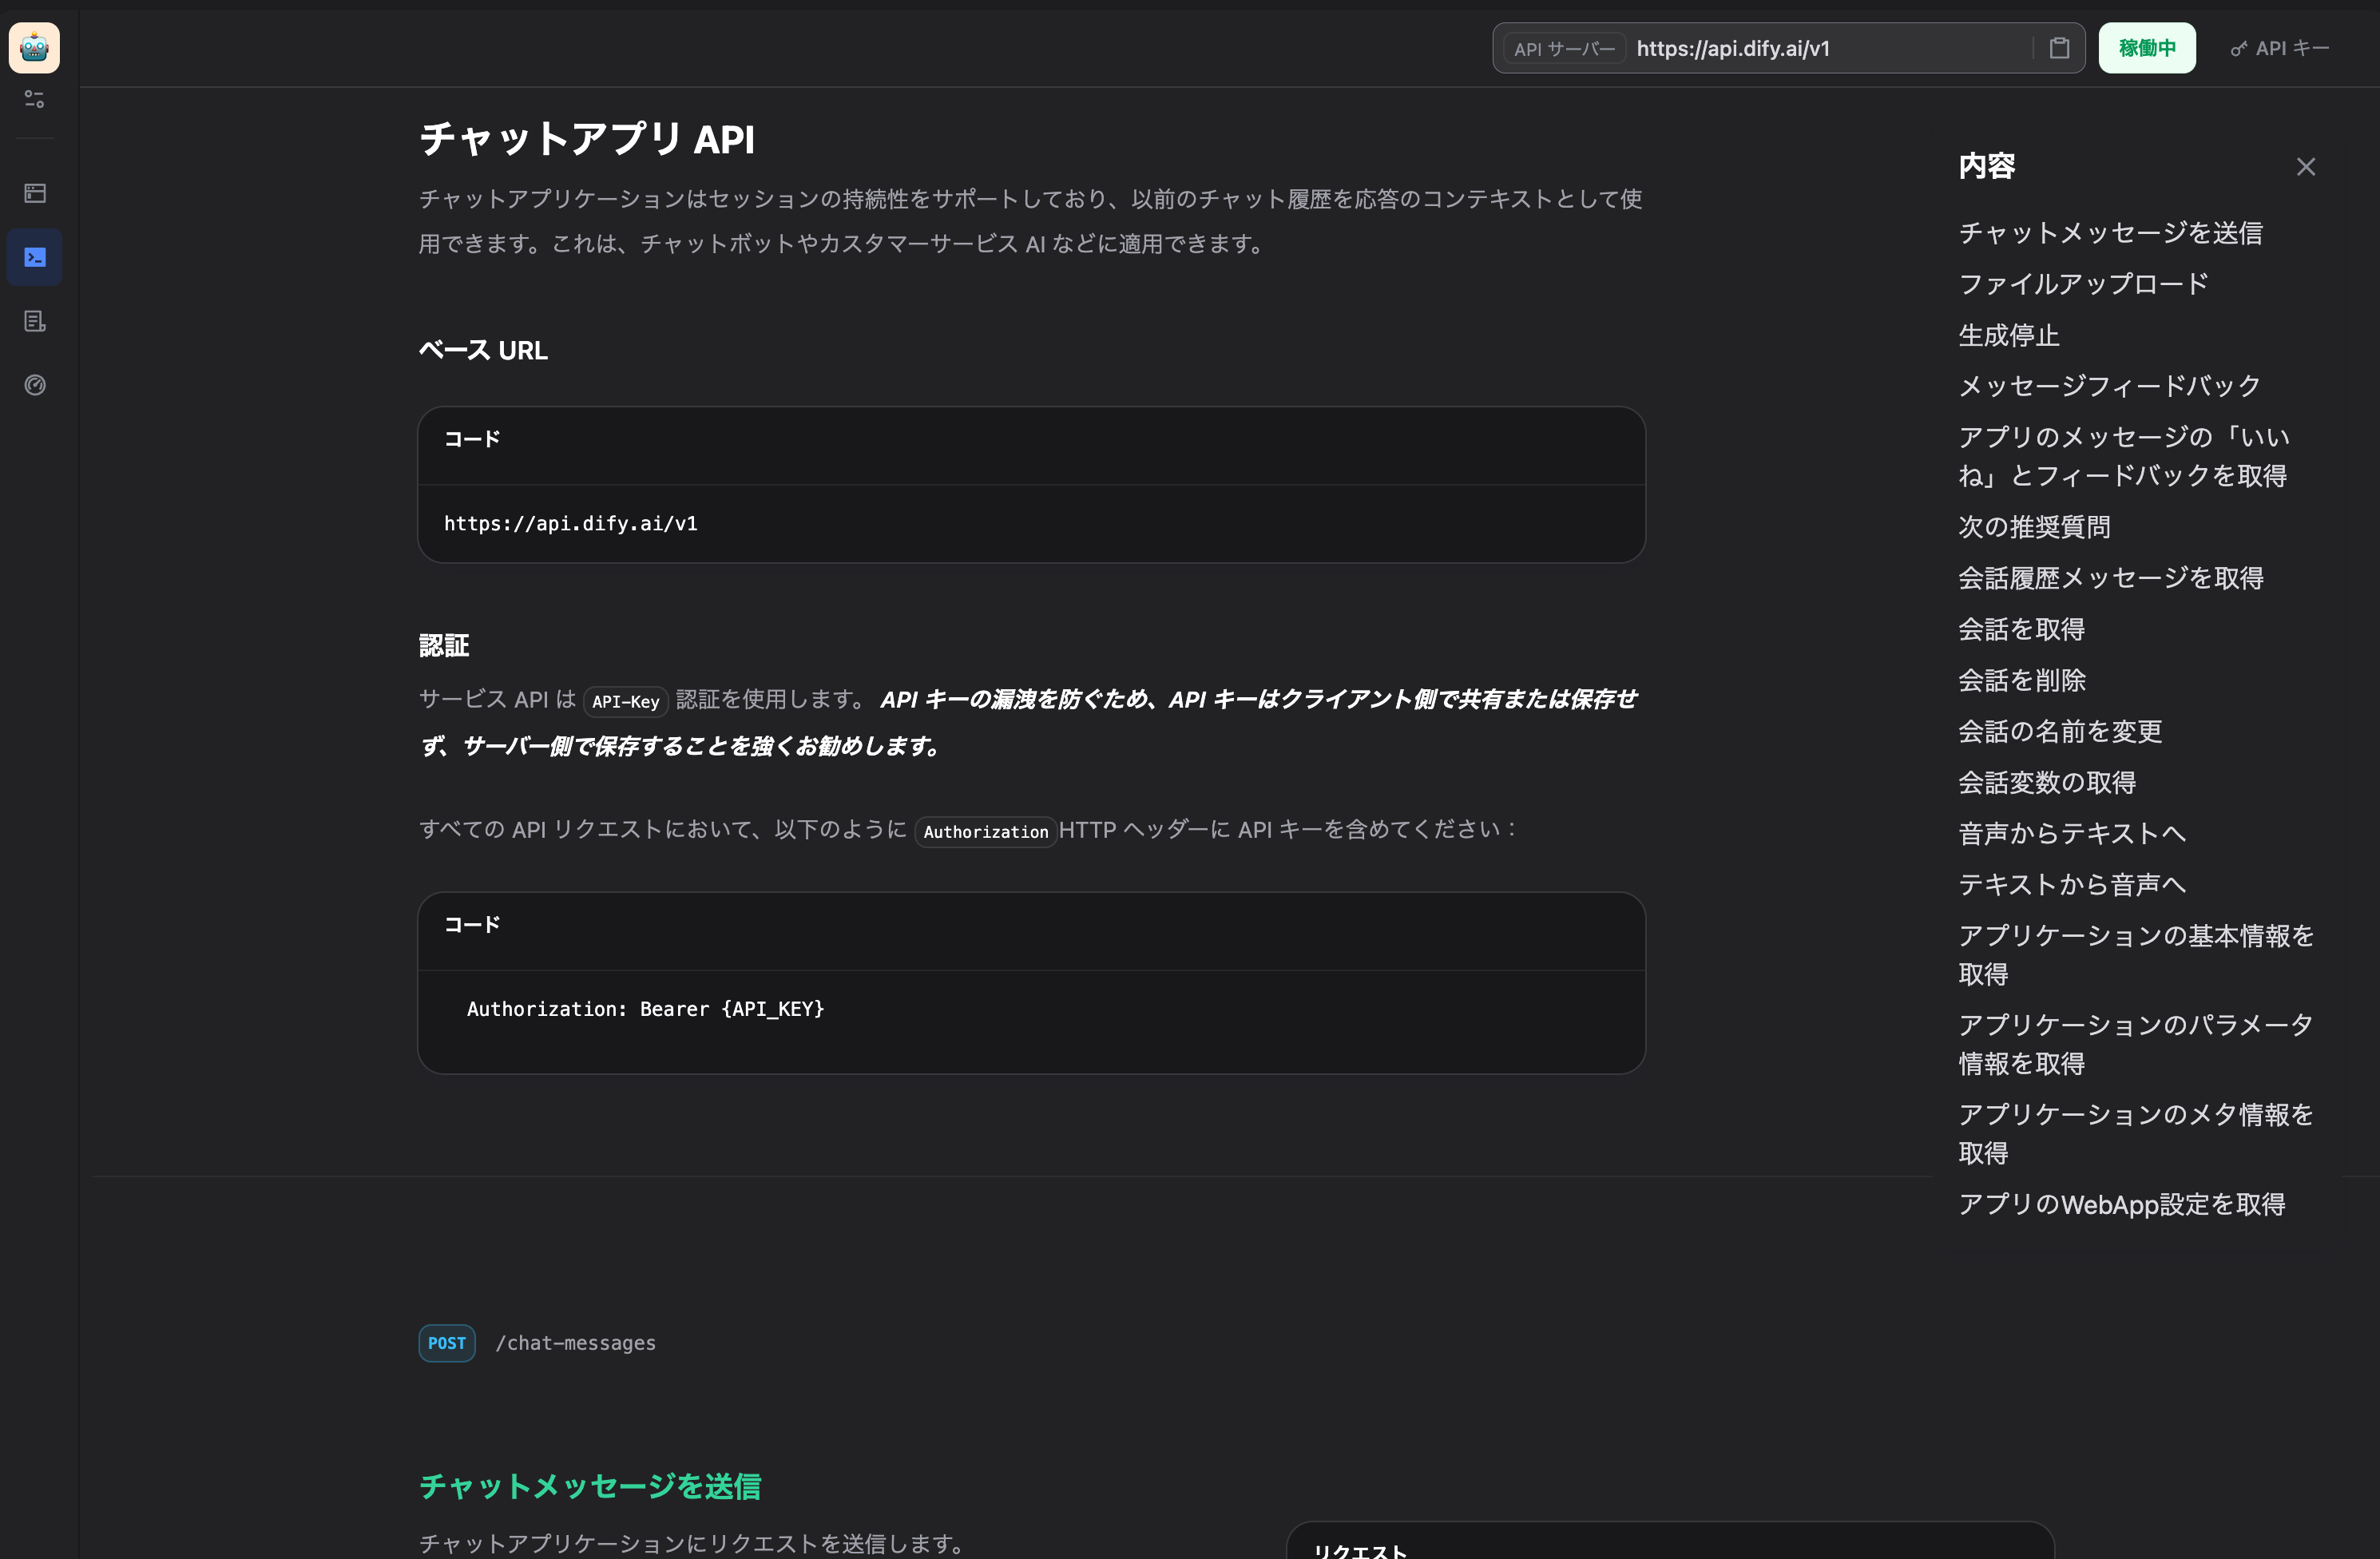 API サーバー
https://api.dify.ai/v1
稼働中
API キー
チャットアプリ API
チャットアプリケーションはセッションの持続性をサポートしており、以前のチャット履歴を応答のコンテキストとして使
用できます。これは、チャットボットやカスタマーサービス AI などに適用できます。
ベース URL
コード
https://api.dify.ai/v1
認証
サービス API は API-Key 認証を使用します。 API キーの漏洩を防ぐため、API キーはクライアント側で共有または保存せ
ず、サーバー側で保存することを強くお勧めします。
すべての API リクエストにおいて、以下のように Authorization HTTP ヘッダーに API キーを含めてください：
コード
Authorization: Bearer {API_KEY}
POST /chat-messages
チャットメッセージを送信
チャットアプリケーションにリクエストを送信します。
リクエスト
内容
チャットメッセージを送信
ファイルアップロード
生成停止
メッセージフィードバック
アプリのメッセージの「いい
ね」とフィードバックを取得
次の推奨質問
会話履歴メッセージを取得
会話を取得
会話を削除
会話の名前を変更
会話変数の取得
音声からテキストへ
テキストから音声へ
アプリケーションの基本情報を
取得
アプリケーションのパラメータ
情報を取得
アプリケーションのメタ情報を
取得
アプリのWebApp設定を取得